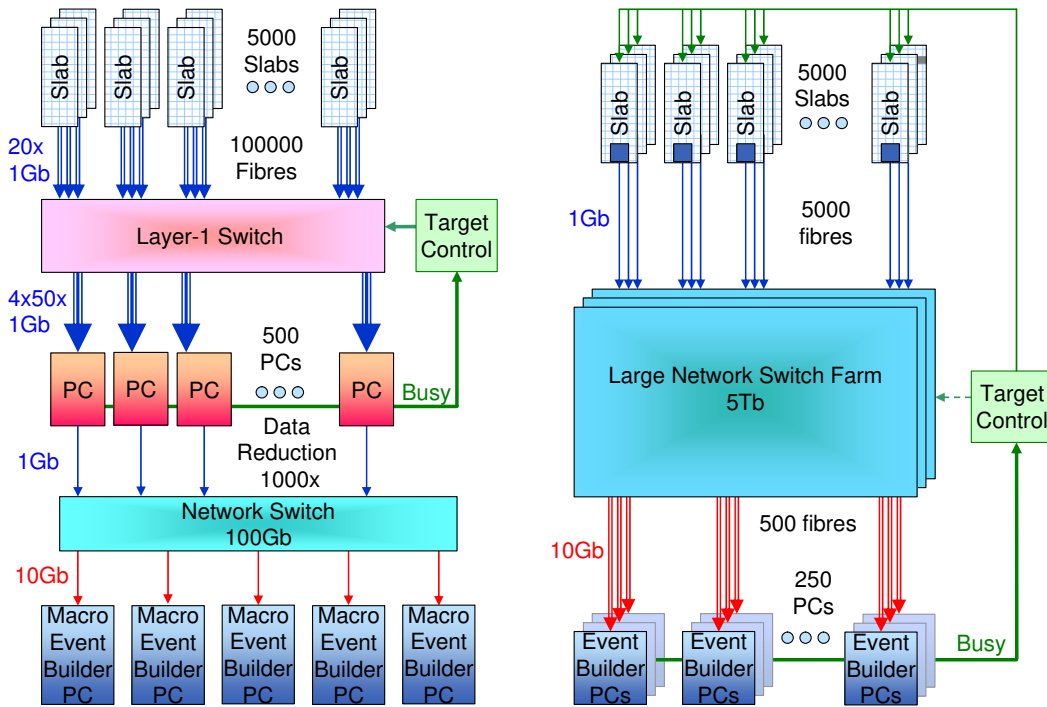 Slab
Slab
Slab
5000
Slabs
Slab
20x
1Gb
100000
Fibres
Layer-1 Switch
Target
Control
4x50x
1Gb
PC
PC
PC
500
PCs
PC
Busy
Data
Reduction
1000x
1Gb
Network Switch
100Gb
10Gb
Macro
Event
Builder
PC
Macro
Event
Builder
PC
Macro
Event
Builder
PC
Macro
Event
Builder
PC
Macro
Event
Builder
PC
Slab
Slab
Slab
5000
Slabs
Slab
1Gb
5000
fibres
Large Network Switch Farm
5Tb
Target
Control
500 fibres
10Gb
250
PCs
Event
Builder
PCs
Event
Builder
PCs
Event
Builder
PCs
Busy